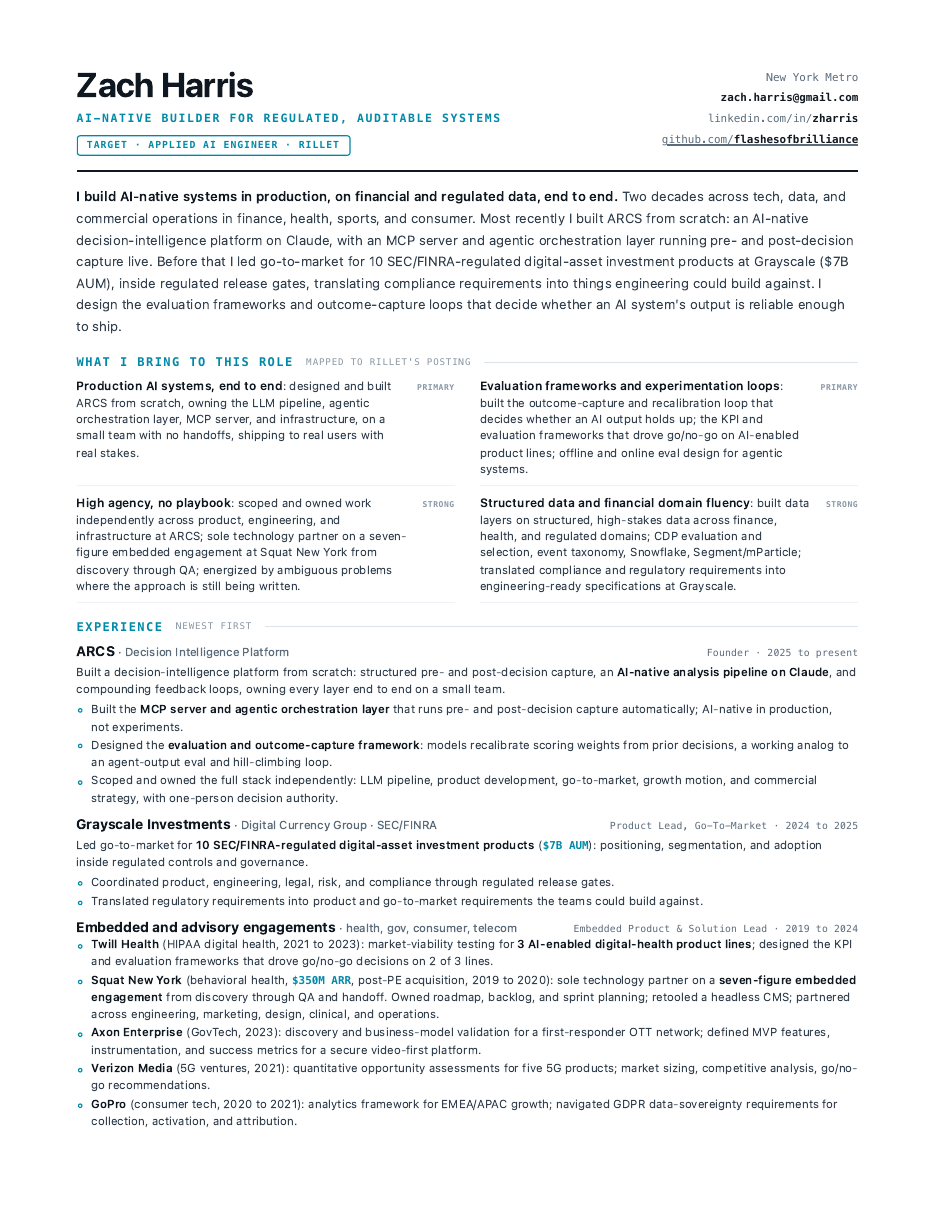 Zach Harris
AI-NATIVE BUILDER FOR REGULATED, AUDITABLE SYSTEMS
TARGET · APPLIED AI ENGINEER · RILLET
New York Metro
zach.harris@gmail.com
linkedin.com/in/zharris
github.com/flashesofbrilliance
I build AI-native systems in production, on financial and regulated data, end to end. Two decades across tech, data, and
commercial operations in finance, health, sports, and consumer. Most recently I built ARCS from scratch: an AI-native
decision-intelligence platform on Claude, with an MCP server and agentic orchestration layer running pre- and post-decision
capture live. Before that I led go-to-market for 10 SEC/FINRA-regulated digital-asset investment products at Grayscale ($7B
AUM), inside regulated release gates, translating compliance requirements into things engineering could build against. I
design the evaluation frameworks and outcome-capture loops that decide whether an AI system's output is reliable enough
to ship.
WHAT I BRING TO THIS ROLE MAPPED TO RILLET'S POSTING
Production AI systems, end to end: designed and built PRIMARY
ARCS from scratch, owning the LLM pipeline, agentic
orchestration layer, MCP server, and infrastructure, on a
small team with no handoffs, shipping to real users with
real stakes.
Evaluation frameworks and experimentation loops: PRIMARY
built the outcome-capture and recalibration loop that
decides whether an AI output holds up; the KPI and
evaluation frameworks that drove go/no-go on AI-enabled
product lines; offline and online eval design for agentic
systems.
High agency, no playbook: scoped and owned work STRONG
independently across product, engineering, and
infrastructure at ARCS; sole technology partner on a seven-
figure embedded engagement at Squat New York from
discovery through QA; energized by ambiguous problems
where the approach is still being written.
Structured data and financial domain fluency: built data STRONG
layers on structured, high-stakes data across finance,
health, and regulated domains; CDP evaluation and
selection, event taxonomy, Snowflake, Segment/mParticle;
translated compliance and regulatory requirements into
engineering-ready specifications at Grayscale.
EXPERIENCE NEWEST FIRST
ARCS · Decision Intelligence Platform Founder · 2025 to present
Built a decision-intelligence platform from scratch: structured pre- and post-decision capture, an AI-native analysis pipeline on Claude, and
compounding feedback loops, owning every layer end to end on a small team.
Built the MCP server and agentic orchestration layer that runs pre- and post-decision capture automatically; AI-native in production,
not experiments.
Designed the evaluation and outcome-capture framework: models recalibrate scoring weights from prior decisions, a working analog to
an agent-output eval and hill-climbing loop.
Scoped and owned the full stack independently: LLM pipeline, product development, go-to-market, growth motion, and commercial
strategy, with one-person decision authority.
Grayscale Investments · Digital Currency Group · SEC/FINRA Product Lead, Go-To-Market · 2024 to 2025
Led go-to-market for 10 SEC/FINRA-regulated digital-asset investment products ($7B AUM): positioning, segmentation, and adoption
inside regulated controls and governance.
Coordinated product, engineering, legal, risk, and compliance through regulated release gates.
Translated regulatory requirements into product and go-to-market requirements the teams could build against.
Embedded and advisory engagements · health, gov, consumer, telecom Embedded Product & Solution Lead · 2019 to 2024
Twill Health (HIPAA digital health, 2021 to 2023): market-viability testing for 3 AI-enabled digital-health product lines; designed the KPI
and evaluation frameworks that drove go/no-go decisions on 2 of 3 lines.
Squat New York (behavioral health, $350M ARR, post-PE acquisition, 2019 to 2020): sole technology partner on a seven-figure embedded
engagement from discovery through QA and handoff. Owned roadmap, backlog, and sprint planning; retooled a headless CMS; partnered
across engineering, marketing, design, clinical, and operations.
Axon Enterprise (GovTech, 2023): discovery and business-model validation for a first-responder OTT network; defined MVP features,
instrumentation, and success metrics for a secure video-first platform.
Verizon Media (5G ventures, 2021): quantitative opportunity assessments for five 5G products; market sizing, competitive analysis, go/no-
go recommendations.
GoPro (consumer tech, 2020 to 2021): analytics framework for EMEA/APAC growth; navigated GDPR data-sovereignty requirements for
collection, activation, and attribution.